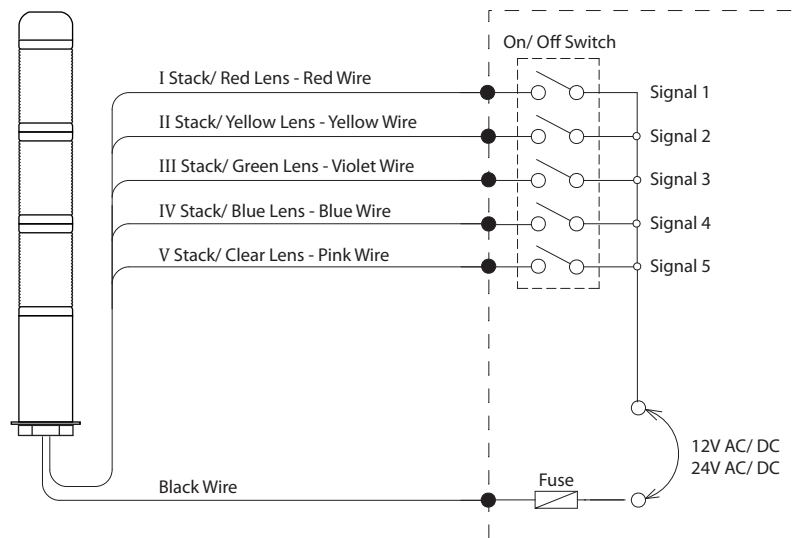 On/ Off Switch
I Stack/ Red Lens - Red Wire
Signal 1
II Stack/ Yellow Lens - Yellow Wire
Signal 2
III Stack/ Green Lens - Violet Wire
Signal 3
IV Stack/ Blue Lens - Blue Wire
Signal 4
V Stack/ Clear Lens - Pink Wire
Signal 5
12V AC/ DC
24V AC/ DC
Black Wire
Fuse